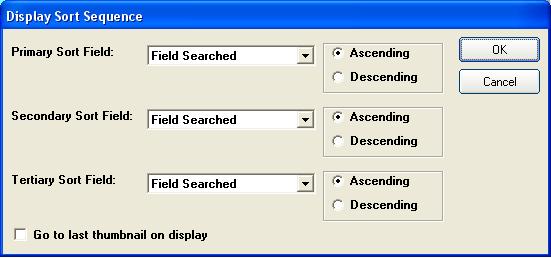 Display Sort Sequence
Primary Sort Field: Field Searched Ascending OK
Descending Cancel
Secondary Sort Field: Field Searched Ascending
Descending
Tertiary Sort Field: Field Searched Ascending
Descending
Go to last thumbnail on display